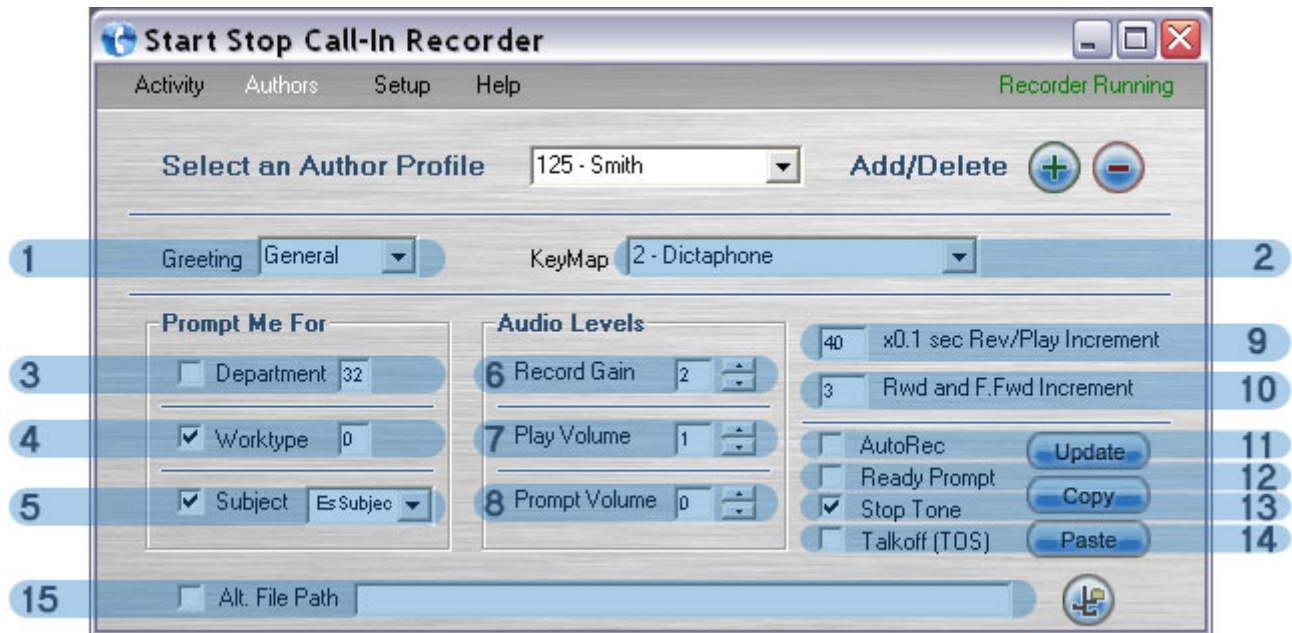 Start Stop Call-In Recorder
Activity Authors Setup Help Recorder Running
Select an Author Profile 125 - Smith Add/Delete
1 Greeting General KeyMap 2 - Dictaphone 2
Prompt Me For Audio Levels
40 x0.1 sec Rev/Play Increment 9
3 Department 32 6 Record Gain 2
3 Rwd and F.Fwd Increment 10
4 Worktype 0 7 Play Volume 1
AutoRec Update 11
Ready Prompt 12
5 Subject EsSubjec 8 Prompt Volume 0
Stop Tone Copy 13
Talkoff (TOS) Paste 14
15 Alt. File Path